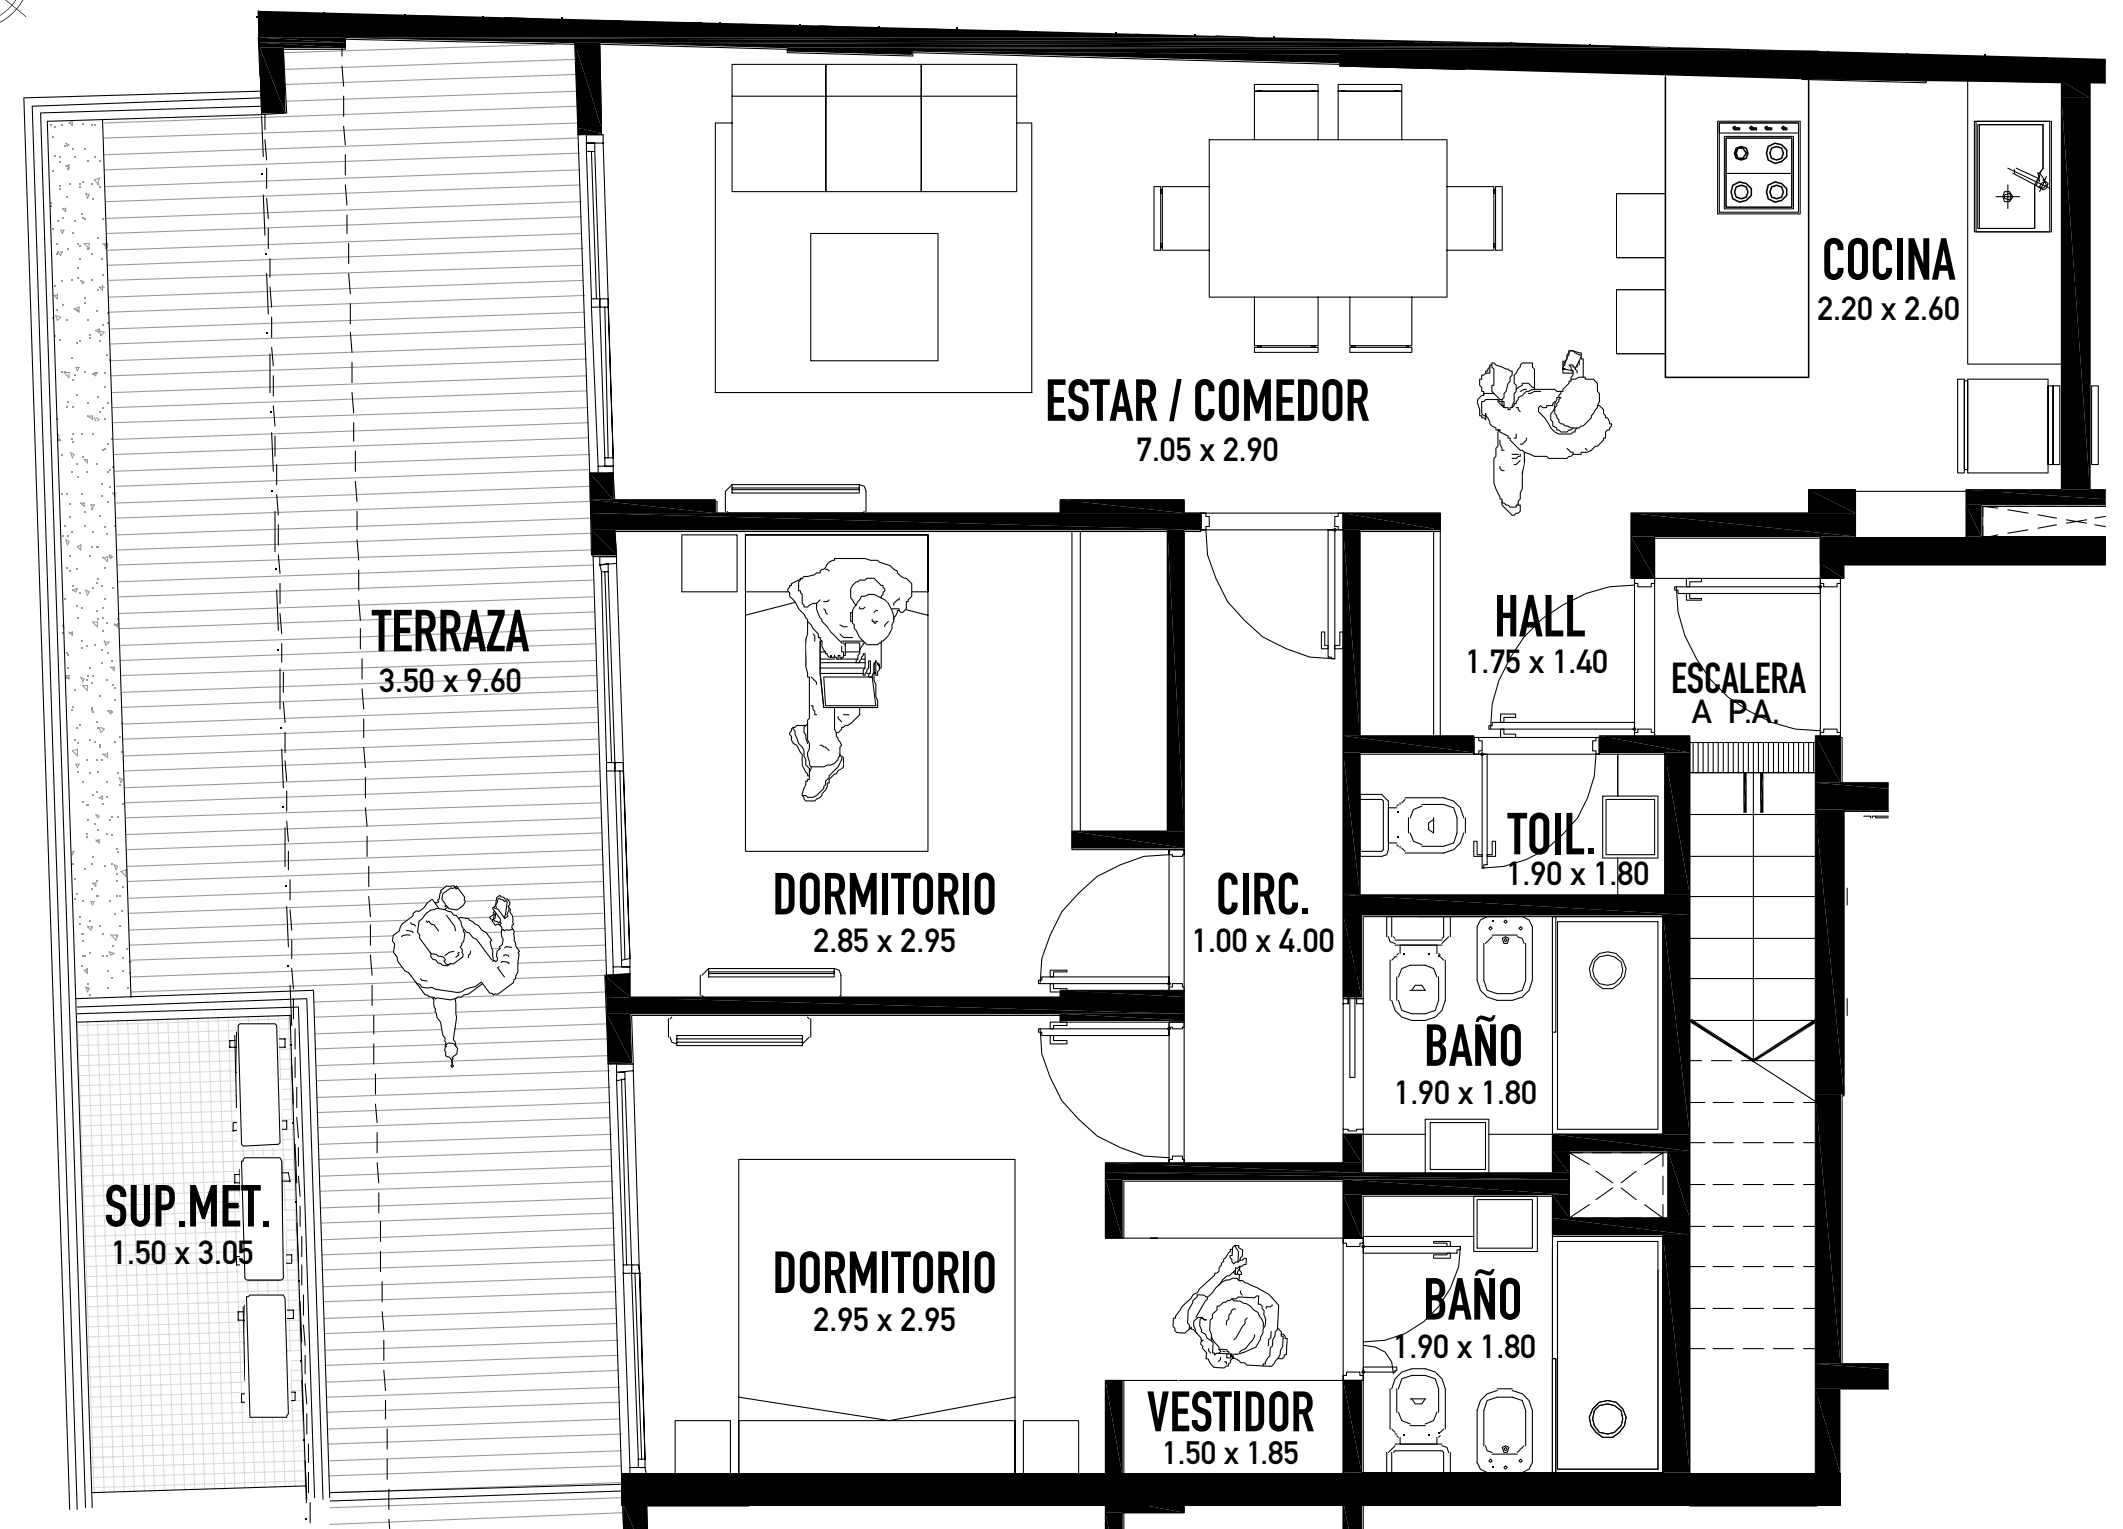 COCINA
2.20 x 2.60
ESTAR / COMEDOR
7.05 x 2.90
TERRAZA
3.50 x 9.60
HALL
1.75 x 1.40
ESCALERA
A P.A.
TOIL.
1.90 x 1.80
DORMITORIO
2.85 x 2.95
CIRC.
1.00 x 4.00
BAÑO
1.90 x 1.80
SUP.MET.
1.50 x 3.05
DORMITORIO
2.95 x 2.95
BAÑO
1.90 x 1.80
VESTIDOR
1.50 x 1.85